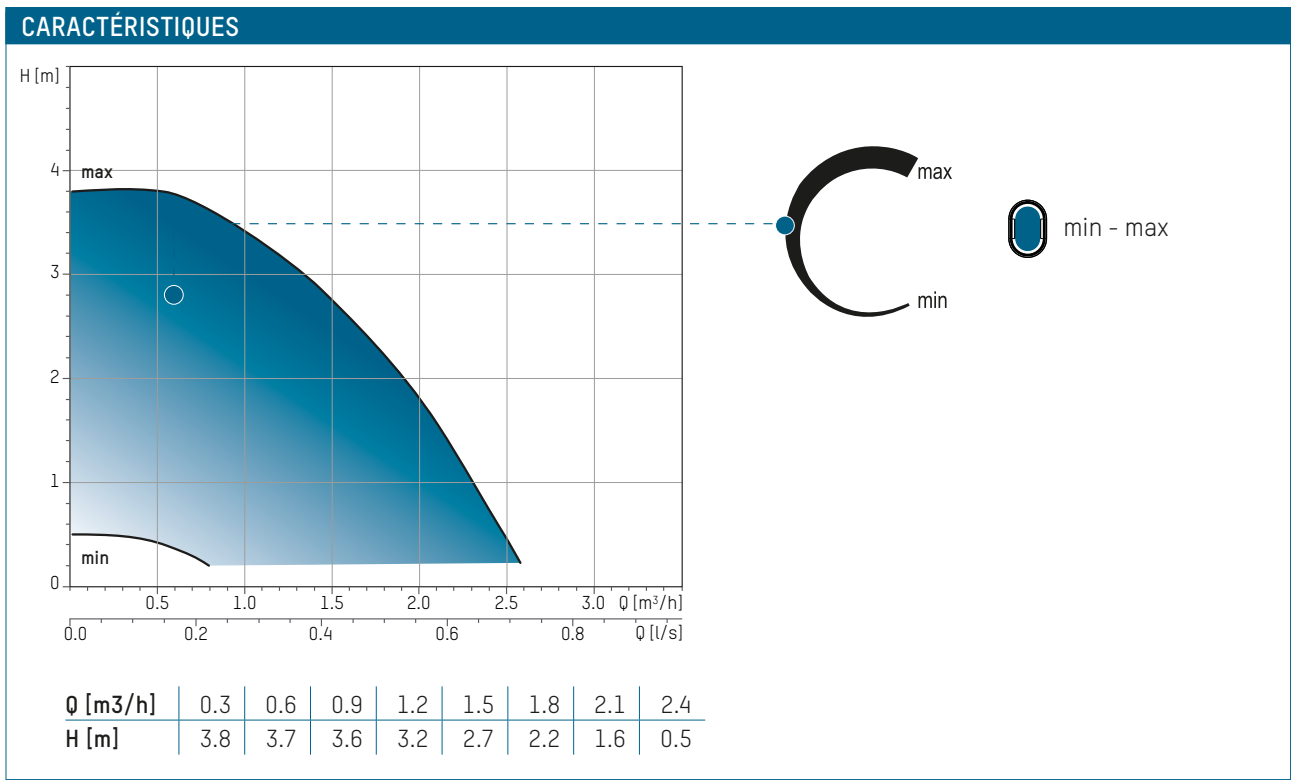 CARACTÉRISTIQUES
H [m]
4
3
2
1
0
max
min
0.5 1.0 1.5 2.0 2.5 3.0 Q [m³/h]
0.0 0.2 0.4 0.6 0.8 Q [l/s]
max
min
min - max
Q [m3/h] 0.3 0.6 0.9 1.2 1.5 1.8 2.1 2.4
H [m] 3.8 3.7 3.6 3.2 2.7 2.2 1.6 0.5